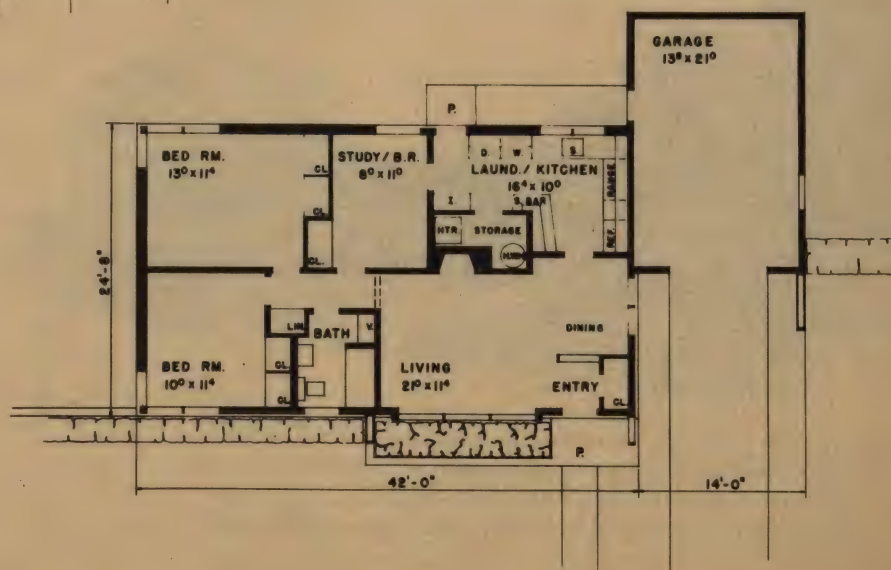 GARAGE
13⁸ x 21⁰
P.
BED RM.
13⁰ x 11⁴
CL.
CL.
CL.
STUDY / B.R.
8⁰ x 11⁰
D.
W.
S.
LAUND. / KITCHEN
16⁴ x 10⁰
I.
S. BAR
RANGE
REF.
HTR.
STORAGE
24'-8"
LIN.
BATH
V.
DINING
BED RM.
10⁰ x 11⁴
CL.
CL.
LIVING
21⁰ x 11⁴
ENTRY
CL.
P.
42'-0"
14'-0"